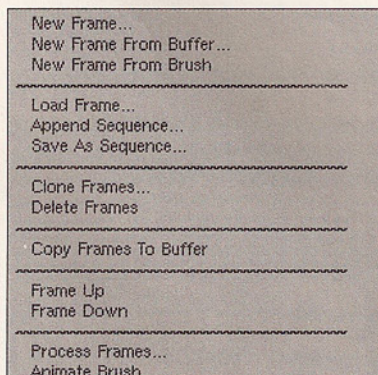 New Frame...
New Frame From Buffer...
New Frame From Brush
Load Frame...
Append Sequence...
Save As Sequence...
Clone Frames...
Delete Frames
Copy Frames To Buffer
Frame Up
Frame Down
Process Frames...
Animate Brush